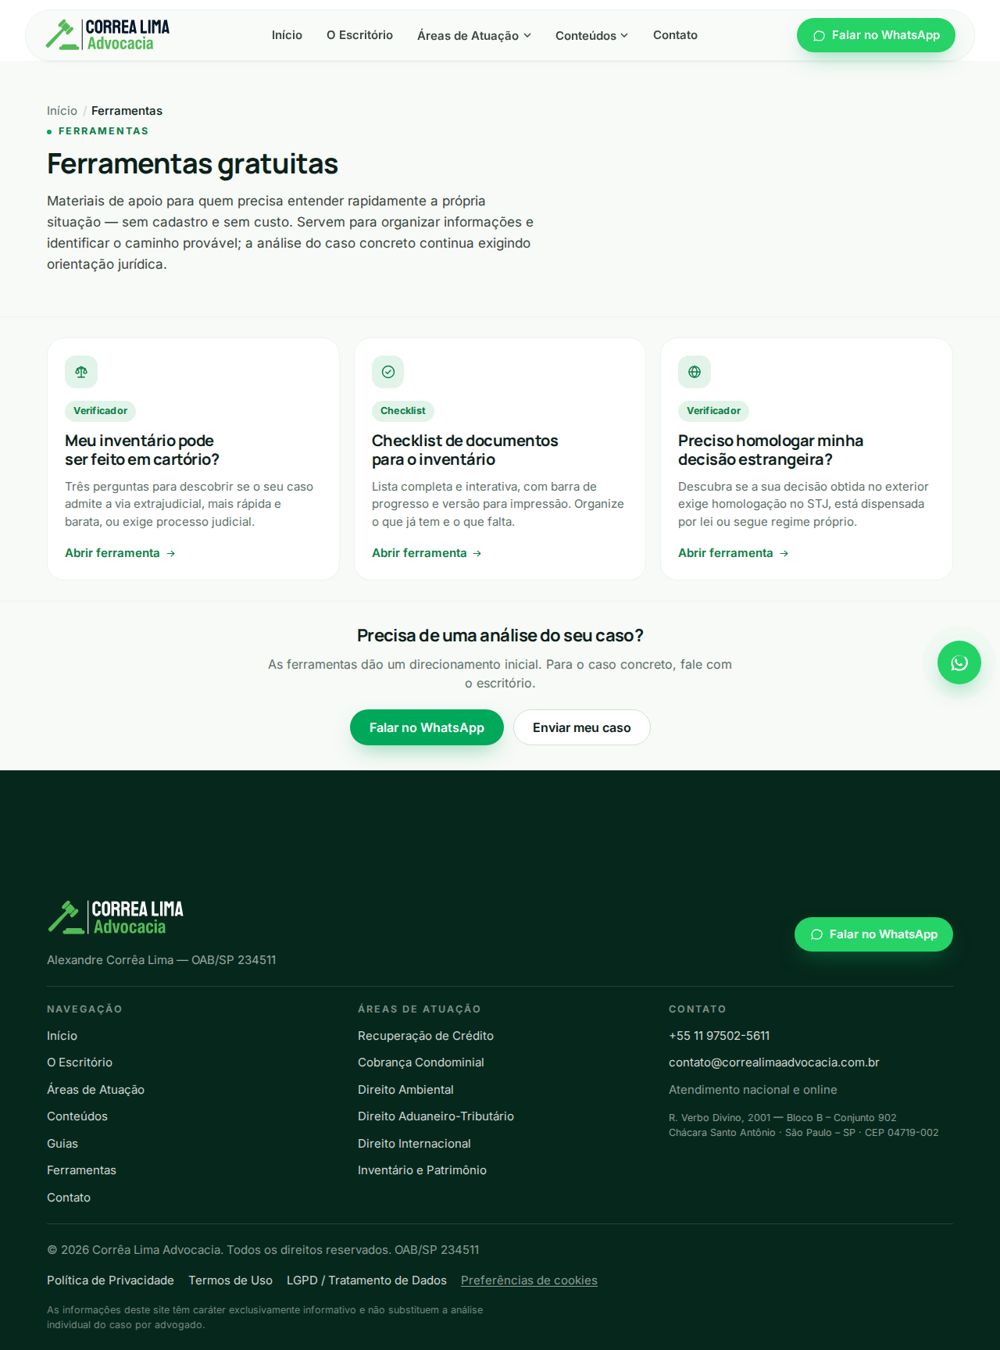 CORREA LIMA
Advocacia
Início
O Escritório
Áreas de Atuação
Conteúdos
Contato
Falar no WhatsApp
Início / Ferramentas
FERRAMENTAS
Ferramentas gratuitas
Materiais de apoio para quem precisa entender rapidamente a própria
situação — sem cadastro e sem custo. Servem para organizar informações e
identificar o caminho provável; a análise do caso concreto continua exigindo
orientação jurídica.
Verificador
Meu inventário pode
ser feito em cartório?
Três perguntas para descobrir se o seu caso
admite a via extrajudicial, mais rápida e
barata, ou exige processo judicial.
Abrir ferramenta →
Checklist
Checklist de documentos
para o inventário
Lista completa e interativa, com barra de
progresso e versão para impressão. Organize
o que já tem e o que falta.
Abrir ferramenta →
Verificador
Preciso homologar minha
decisão estrangeira?
Descubra se a sua decisão obtida no exterior
exige homologação no STJ, está dispensada
por lei ou segue regime próprio.
Abrir ferramenta →
Precisa de uma análise do seu caso?
As ferramentas dão um direcionamento inicial. Para o caso concreto, fale com
o escritório.
Falar no WhatsApp
Enviar meu caso
CORREA LIMA
Advocacia
Alexandre Corrêa Lima — OAB/SP 234511
Falar no WhatsApp
NAVEGAÇÃO
Início
O Escritório
Áreas de Atuação
Conteúdos
Guias
Ferramentas
Contato
ÁREAS DE ATUAÇÃO
Recuperação de Crédito
Cobrança Condominial
Direito Ambiental
Direito Aduaneiro-Tributário
Direito Internacional
Inventário e Patrimônio
CONTATO
+55 11 97502-5611
contato@correalimaadvocacia.com.br
Atendimento nacional e online
R. Verbo Divino, 2001 — Bloco B – Conjunto 902
Chácara Santo Antônio · São Paulo – SP · CEP 04719-002
© 2026 Corrêa Lima Advocacia. Todos os direitos reservados. OAB/SP 234511
Política de Privacidade
Termos de Uso
LGPD / Tratamento de Dados
Preferências de cookies
As informações deste site têm caráter exclusivamente informativo e não substituem a análise
individual do caso por advogado.